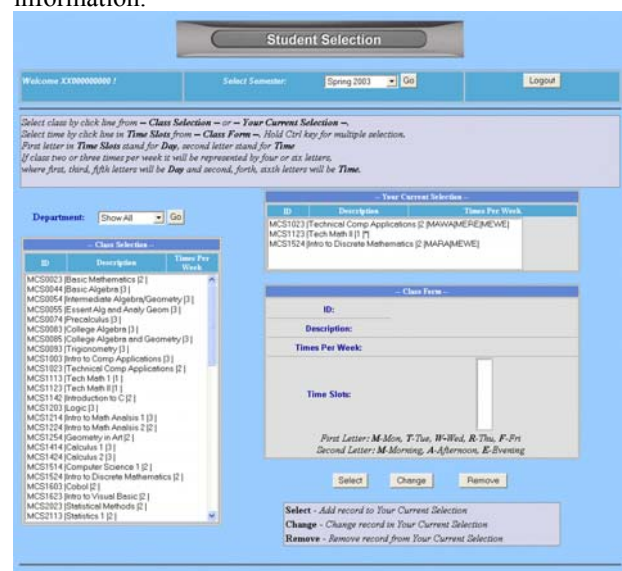 information.
Student Selection
Welcome XX000000000 !
Select Semester:
Spring 2003
Go
Logout
Select class by click line from -- Class Selection -- or -- Your Current Selection --.
Select time by click line in Time Slots from -- Class Form --. Hold Ctrl key for multiple selection.
First letter in Time Slots stand for Day, second letter stand for Time
If class two or three times per week it will be represented by four or six letters,
where first, third, fifth letters will be Day and second, forth, sixth letters will be Time.
Department:
Show All
Go
-- Class Selection --
ID Description Times Per Week
MCS0023 |Basic Mathematics |2 |
MCS0044 |Basic Algebra |3 |
MCS0054 |Intermediate Algebra/Geometry |3 |
MCS0055 |Essent Alg and Analy Geom |3 |
MCS0074 |Precalculus |3 |
MCS0083 |College Algebra |3 |
MCS0085 |College Algebra and Geometry |3 |
MCS0093 |Trigonometry |3 |
MCS1003 |Intro to Comp Applications |3 |
MCS1023 |Technical Comp Applications |2 |
MCS1113 |Tech Math 1 |1 |
MCS1123 |Tech Math II |1 |
MCS1142 |Introduction to C |2 |
MCS1203 |Logic |3 |
MCS1214 |Intro to Math Analsis 1 |3 |
MCS1224 |Intro to Math Analsis 2 |2 |
MCS1254 |Geometry in Art |2 |
MCS1414 |Calculus 1 |3 |
MCS1424 |Calculus 2 |3 |
MCS1514 |Computer Science 1 |2 |
MCS1524 |Intro to Discrete Mathematics |2 |
MCS1603 |Cobol |2 |
MCS1623 |Intro to Visual Basic |2 |
MCS2023 |Statistical Methods |2 |
MCS2113 |Statistics 1 |2 |
-- Your Current Selection --
ID Description Times Per Week
MCS1023 |Technical Comp Applications |2 |MAWA|MERE|MEWE|
MCS1123 |Tech Math II |1 |*|
MCS1524 |Intro to Discrete Mathematics |2 |MARA|MEWE|
-- Class Form --
ID:
Description:
Times Per Week:
Time Slots:
First Letter: M-Mon, T-Tue, W-Wed, R-Thu, F-Fri
Second Letter: M-Morning, A-Afternoon, E-Evening
Select Change Remove
Select - Add record to Your Current Selection
Change - Change record in Your Current Selection
Remove - Remove record from Your Current Selection